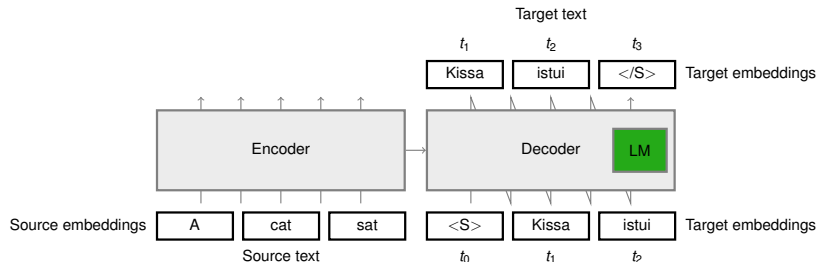 Target text
t1 t2 t3
Kissa istui </S> Target embeddings
Encoder Decoder LM
Source embeddings A cat sat <S> Kissa istui Target embeddings
Source text t0 t1 t2